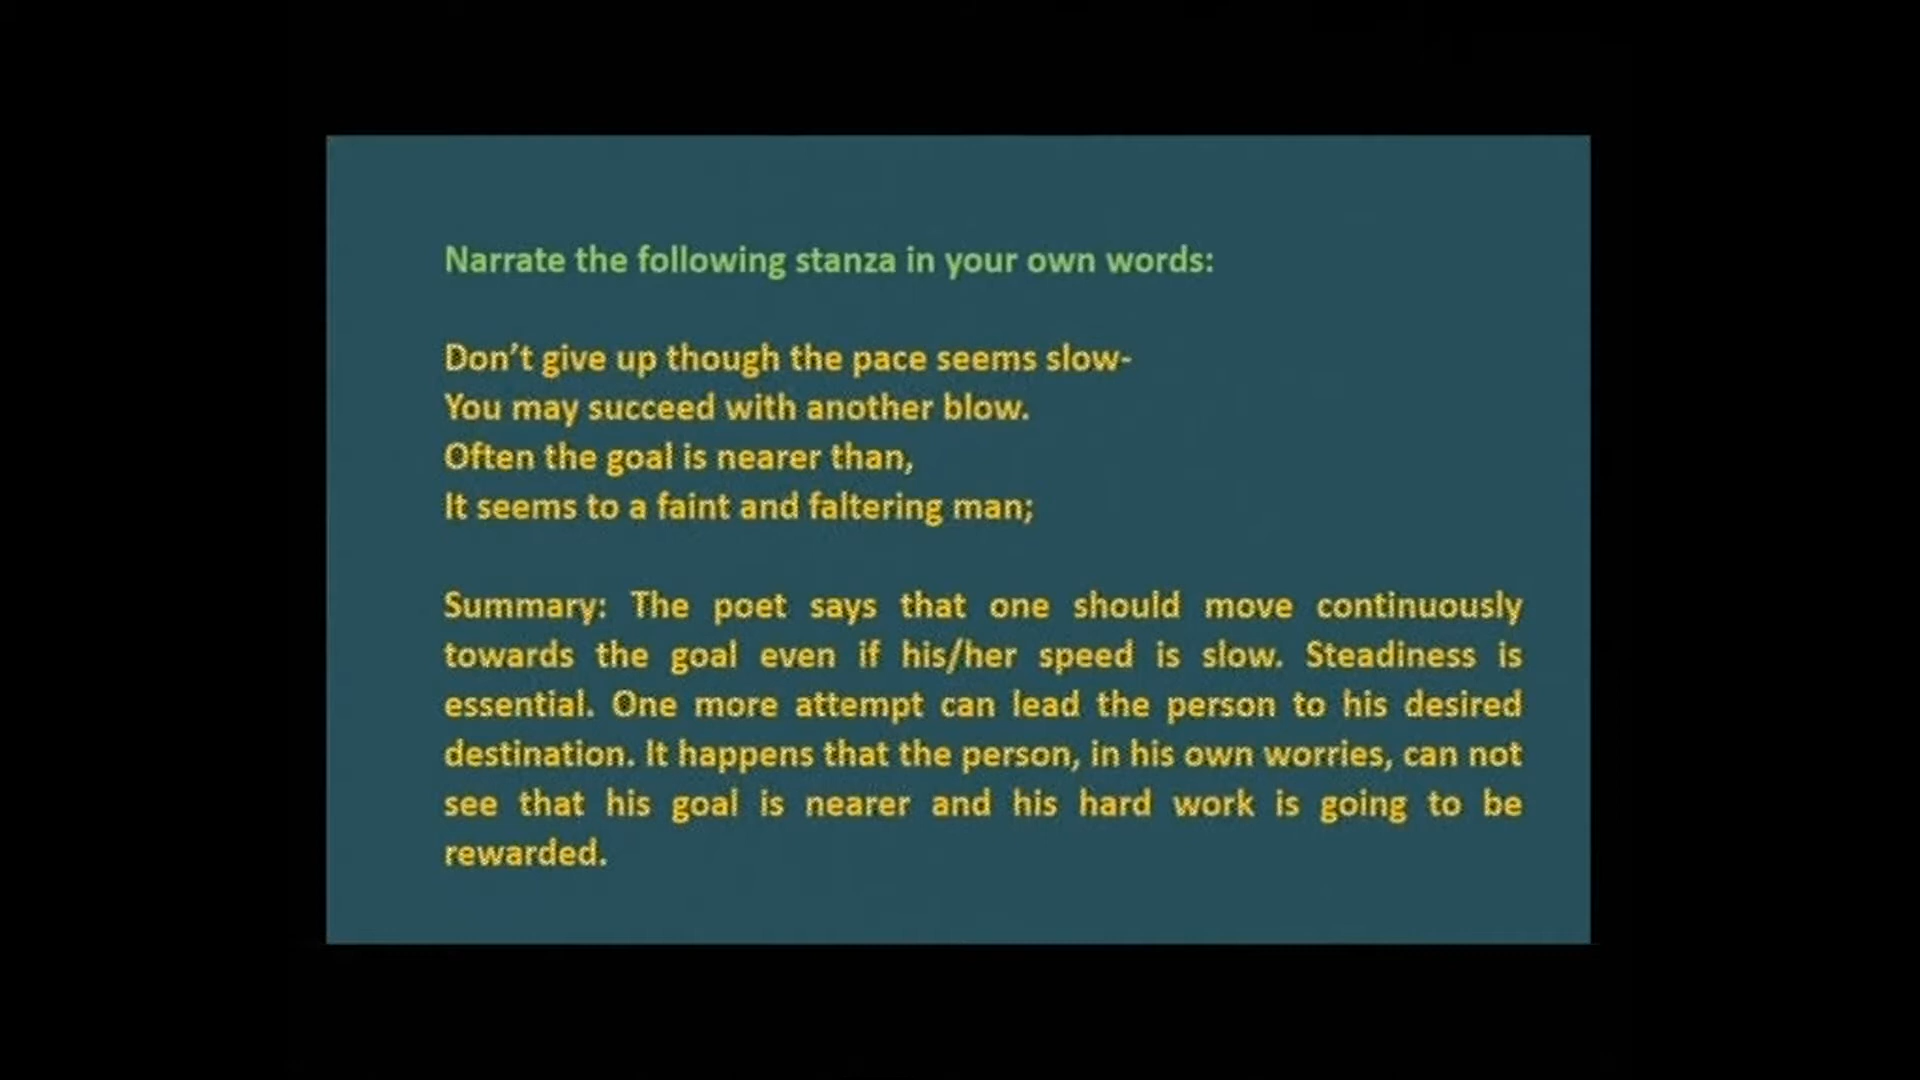 Narrate the following stanza in your own words:
Don't give up though the pace seems slow-
You may succeed with another blow.
Often the goal is nearer than,
It seems to a faint and faltering man;
Summary: The poet says that one should move continuously
towards the goal even if his/her speed is slow. Steadiness is
essential. One more attempt can lead the person to his desired
destination. It happens that the person, in his own worries, can not
see that his goal is nearer and his hard work is going to be
rewarded.